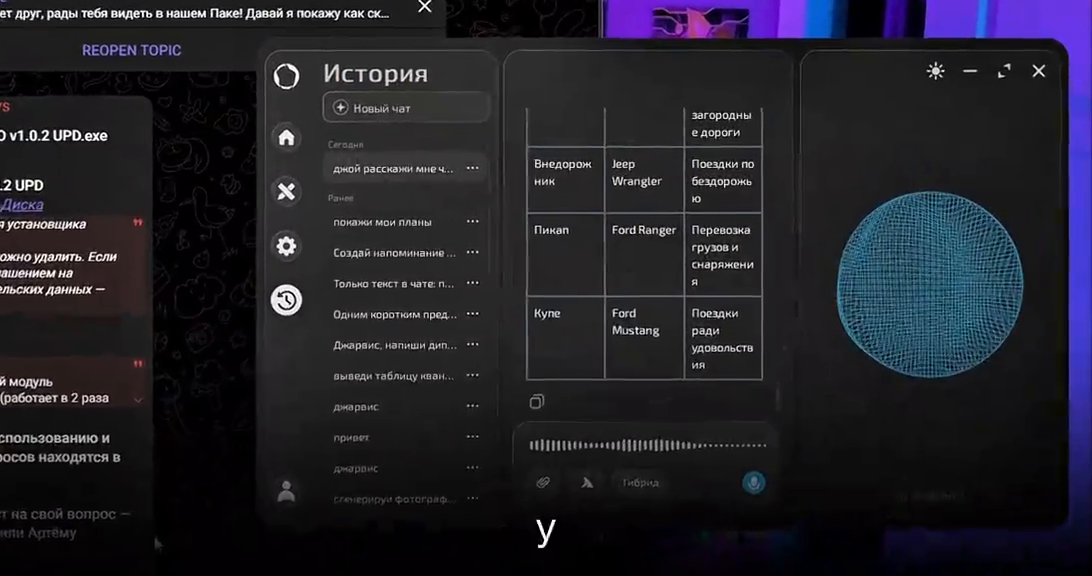 ет друг, рады тебя видеть в нашем Паке! Давай я покажу как ск...
REOPEN TOPIC
O v1.0.2 UPD.exe
.2 UPD
Диска
я установщика
ожно удалить. Если
лашением на
ельских данных —
й модуль
(работает в 2 раза
спользованию и
росов находятся в
т на свой вопрос —
или Артёму
История
Новый чат
Сегодня
джой расскажи мне ч...
Ранее
покажи мои планы
Создай напоминание ...
Только текст в чате: п...
Одним коротким пред...
Джарвис, напиши дип...
выведи таблицу кван...
джарвис
привет
джарвис
сгенерируй фотограф...
загородны
е дороги
Внедорож
ник
Jeep
Wrangler
Поездки по
бездорожь
ю
Пикап
Ford Ranger
Перевозка
грузов и
снаряжени
я
Купе
Ford
Mustang
Поездки
ради
удовольств
ия
Гибрид
у